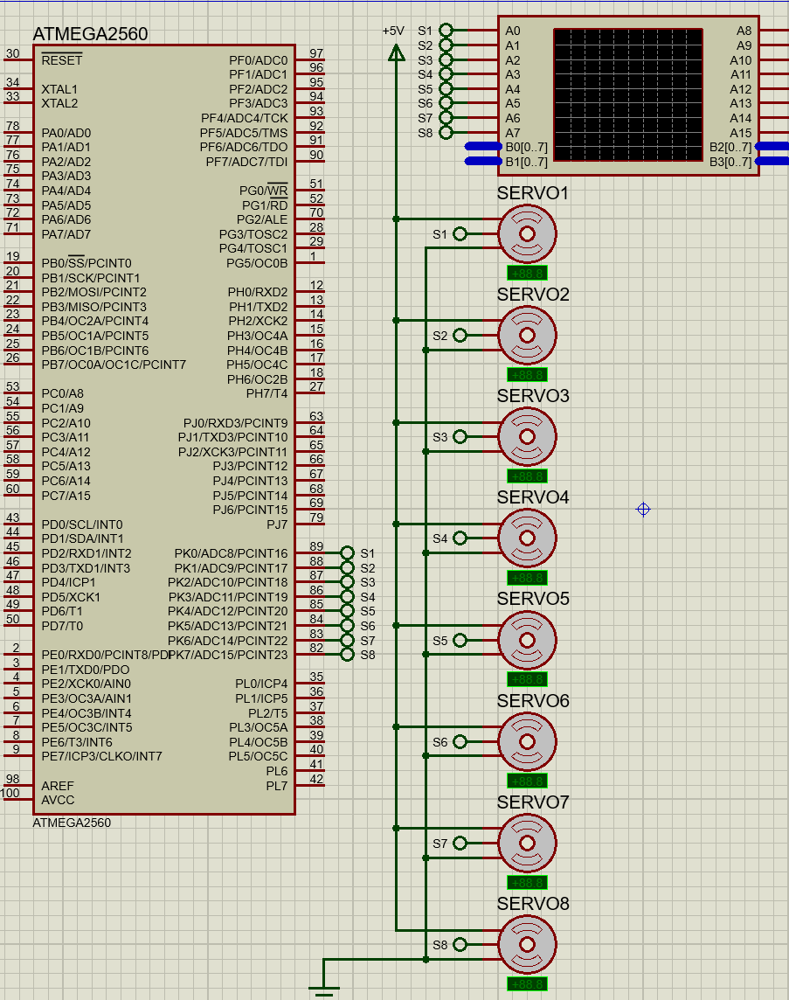 ATMEGA2560
30 RESET
34 XTAL1
33 XTAL2
78 PA0/AD0
77 PA1/AD1
76 PA2/AD2
75 PA3/AD3
74 PA4/AD4
73 PA5/AD5
72 PA6/AD6
71 PA7/AD7
19 PB0/SS/PCINT0
20 PB1/SCK/PCINT1
21 PB2/MOSI/PCINT2
22 PB3/MISO/PCINT3
23 PB4/OC2A/PCINT4
24 PB5/OC1A/PCINT5
25 PB6/OC1B/PCINT6
26 PB7/OC0A/OC1C/PCINT7
53 PC0/A8
54 PC1/A9
55 PC2/A10
56 PC3/A11
57 PC4/A12
58 PC5/A13
59 PC6/A14
60 PC7/A15
43 PD0/SCL/INT0
44 PD1/SDA/INT1
45 PD2/RXD1/INT2
46 PD3/TXD1/INT3
47 PD4/ICP1
48 PD5/XCK1
49 PD6/T1
50 PD7/T0
2 PE0/RXD0/PCINT8/PDI
3 PE1/TXD0/PDO
4 PE2/XCK0/AIN0
5 PE3/OC3A/AIN1
6 PE4/OC3B/INT4
7 PE5/OC3C/INT5
8 PE6/T3/INT6
9 PE7/ICP3/CLKO/INT7
98 AREF
100 AVCC
PF0/ADC0 97
PF1/ADC1 96
PF2/ADC2 95
PF3/ADC3 94
PF4/ADC4/TCK 93
PF5/ADC5/TMS 92
PF6/ADC6/TDO 91
PF7/ADC7/TDI 90
PG0/WR 51
PG1/RD 52
PG2/ALE 70
PG3/TOSC2 28
PG4/TOSC1 29
PG5/OC0B 1
PH0/RXD2 12
PH1/TXD2 13
PH2/XCK2 14
PH3/OC4A 15
PH4/OC4B 16
PH5/OC4C 17
PH6/OC2B 18
PH7/T4 27
PJ0/RXD3/PCINT9 63
PJ1/TXD3/PCINT10 64
PJ2/XCK3/PCINT11 65
PJ3/PCINT12 66
PJ4/PCINT13 67
PJ5/PCINT14 68
PJ6/PCINT15 69
PJ7 79
PK0/ADC8/PCINT16 89 S1
PK1/ADC9/PCINT17 88 S2
PK2/ADC10/PCINT18 87 S3
PK3/ADC11/PCINT19 86 S4
PK4/ADC12/PCINT20 85 S5
PK5/ADC13/PCINT21 84 S6
PK6/ADC14/PCINT22 83 S7
PK7/ADC15/PCINT23 82 S8
PL0/ICP4 35
PL1/ICP5 36
PL2/T5 37
PL3/OC5A 38
PL4/OC5B 39
PL5/OC5C 40
PL6 41
PL7 42
ATMEGA2560
+5V
S1 A0 A8
S2 A1 A9
S3 A2 A10
S4 A3 A11
S5 A4 A12
S6 A5 A13
S7 A6 A14
S8 A7 A15
B0[0..7] B2[0..7]
B1[0..7] B3[0..7]
SERVO1
S1
+88.8
SERVO2
S2
+88.8
SERVO3
S3
+88.8
SERVO4
S4
+88.8
SERVO5
S5
+88.8
SERVO6
S6
+88.8
SERVO7
S7
+88.8
SERVO8
S8
+88.8